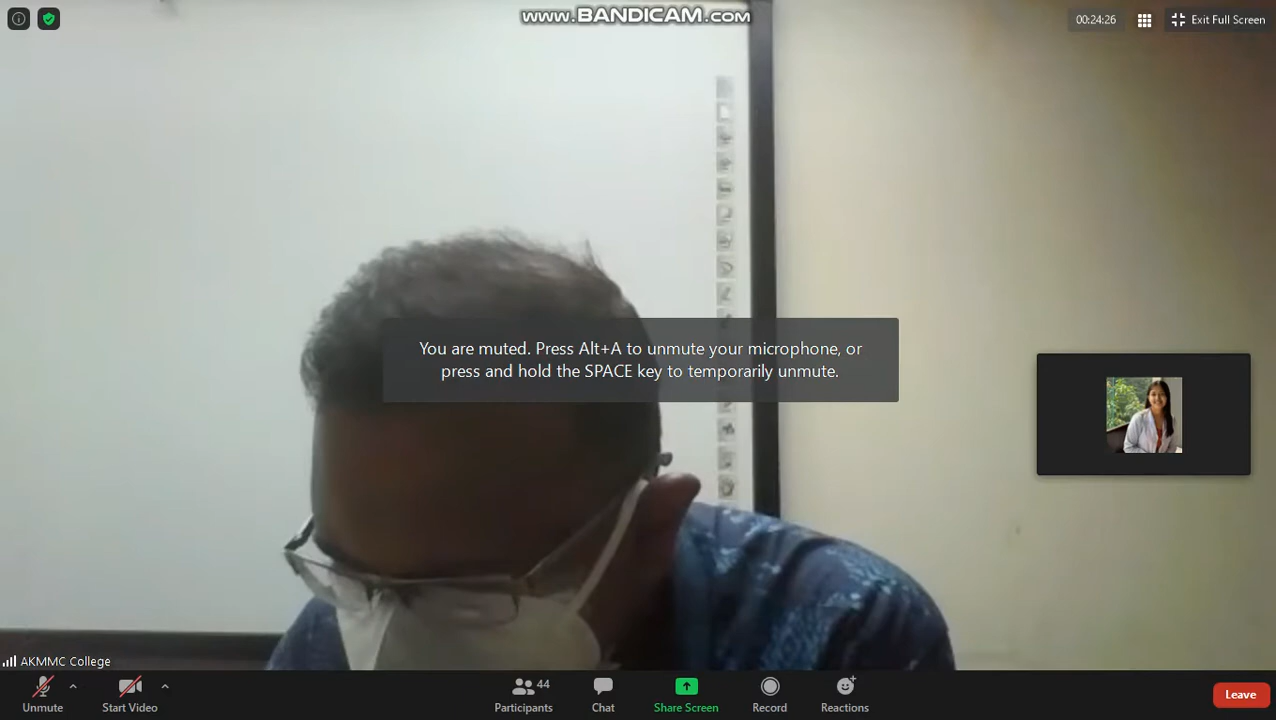 www.BANDICAM.com
00:24:26
Exit Full Screen
You are muted. Press Alt+A to unmute your microphone, or
press and hold the SPACE key to temporarily unmute.
AKMMC College
Unmute
Start Video
44
Participants
Chat
Share Screen
Record
Reactions
Leave